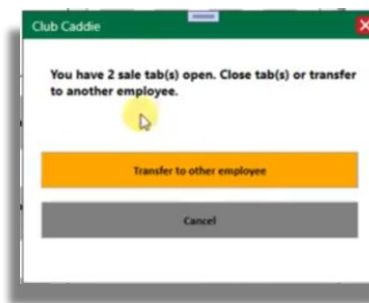 Club Caddie
You have 2 sale tab(s) open. Close tab(s) or transfer
to another employee.
Transfer to other employee
Cancel